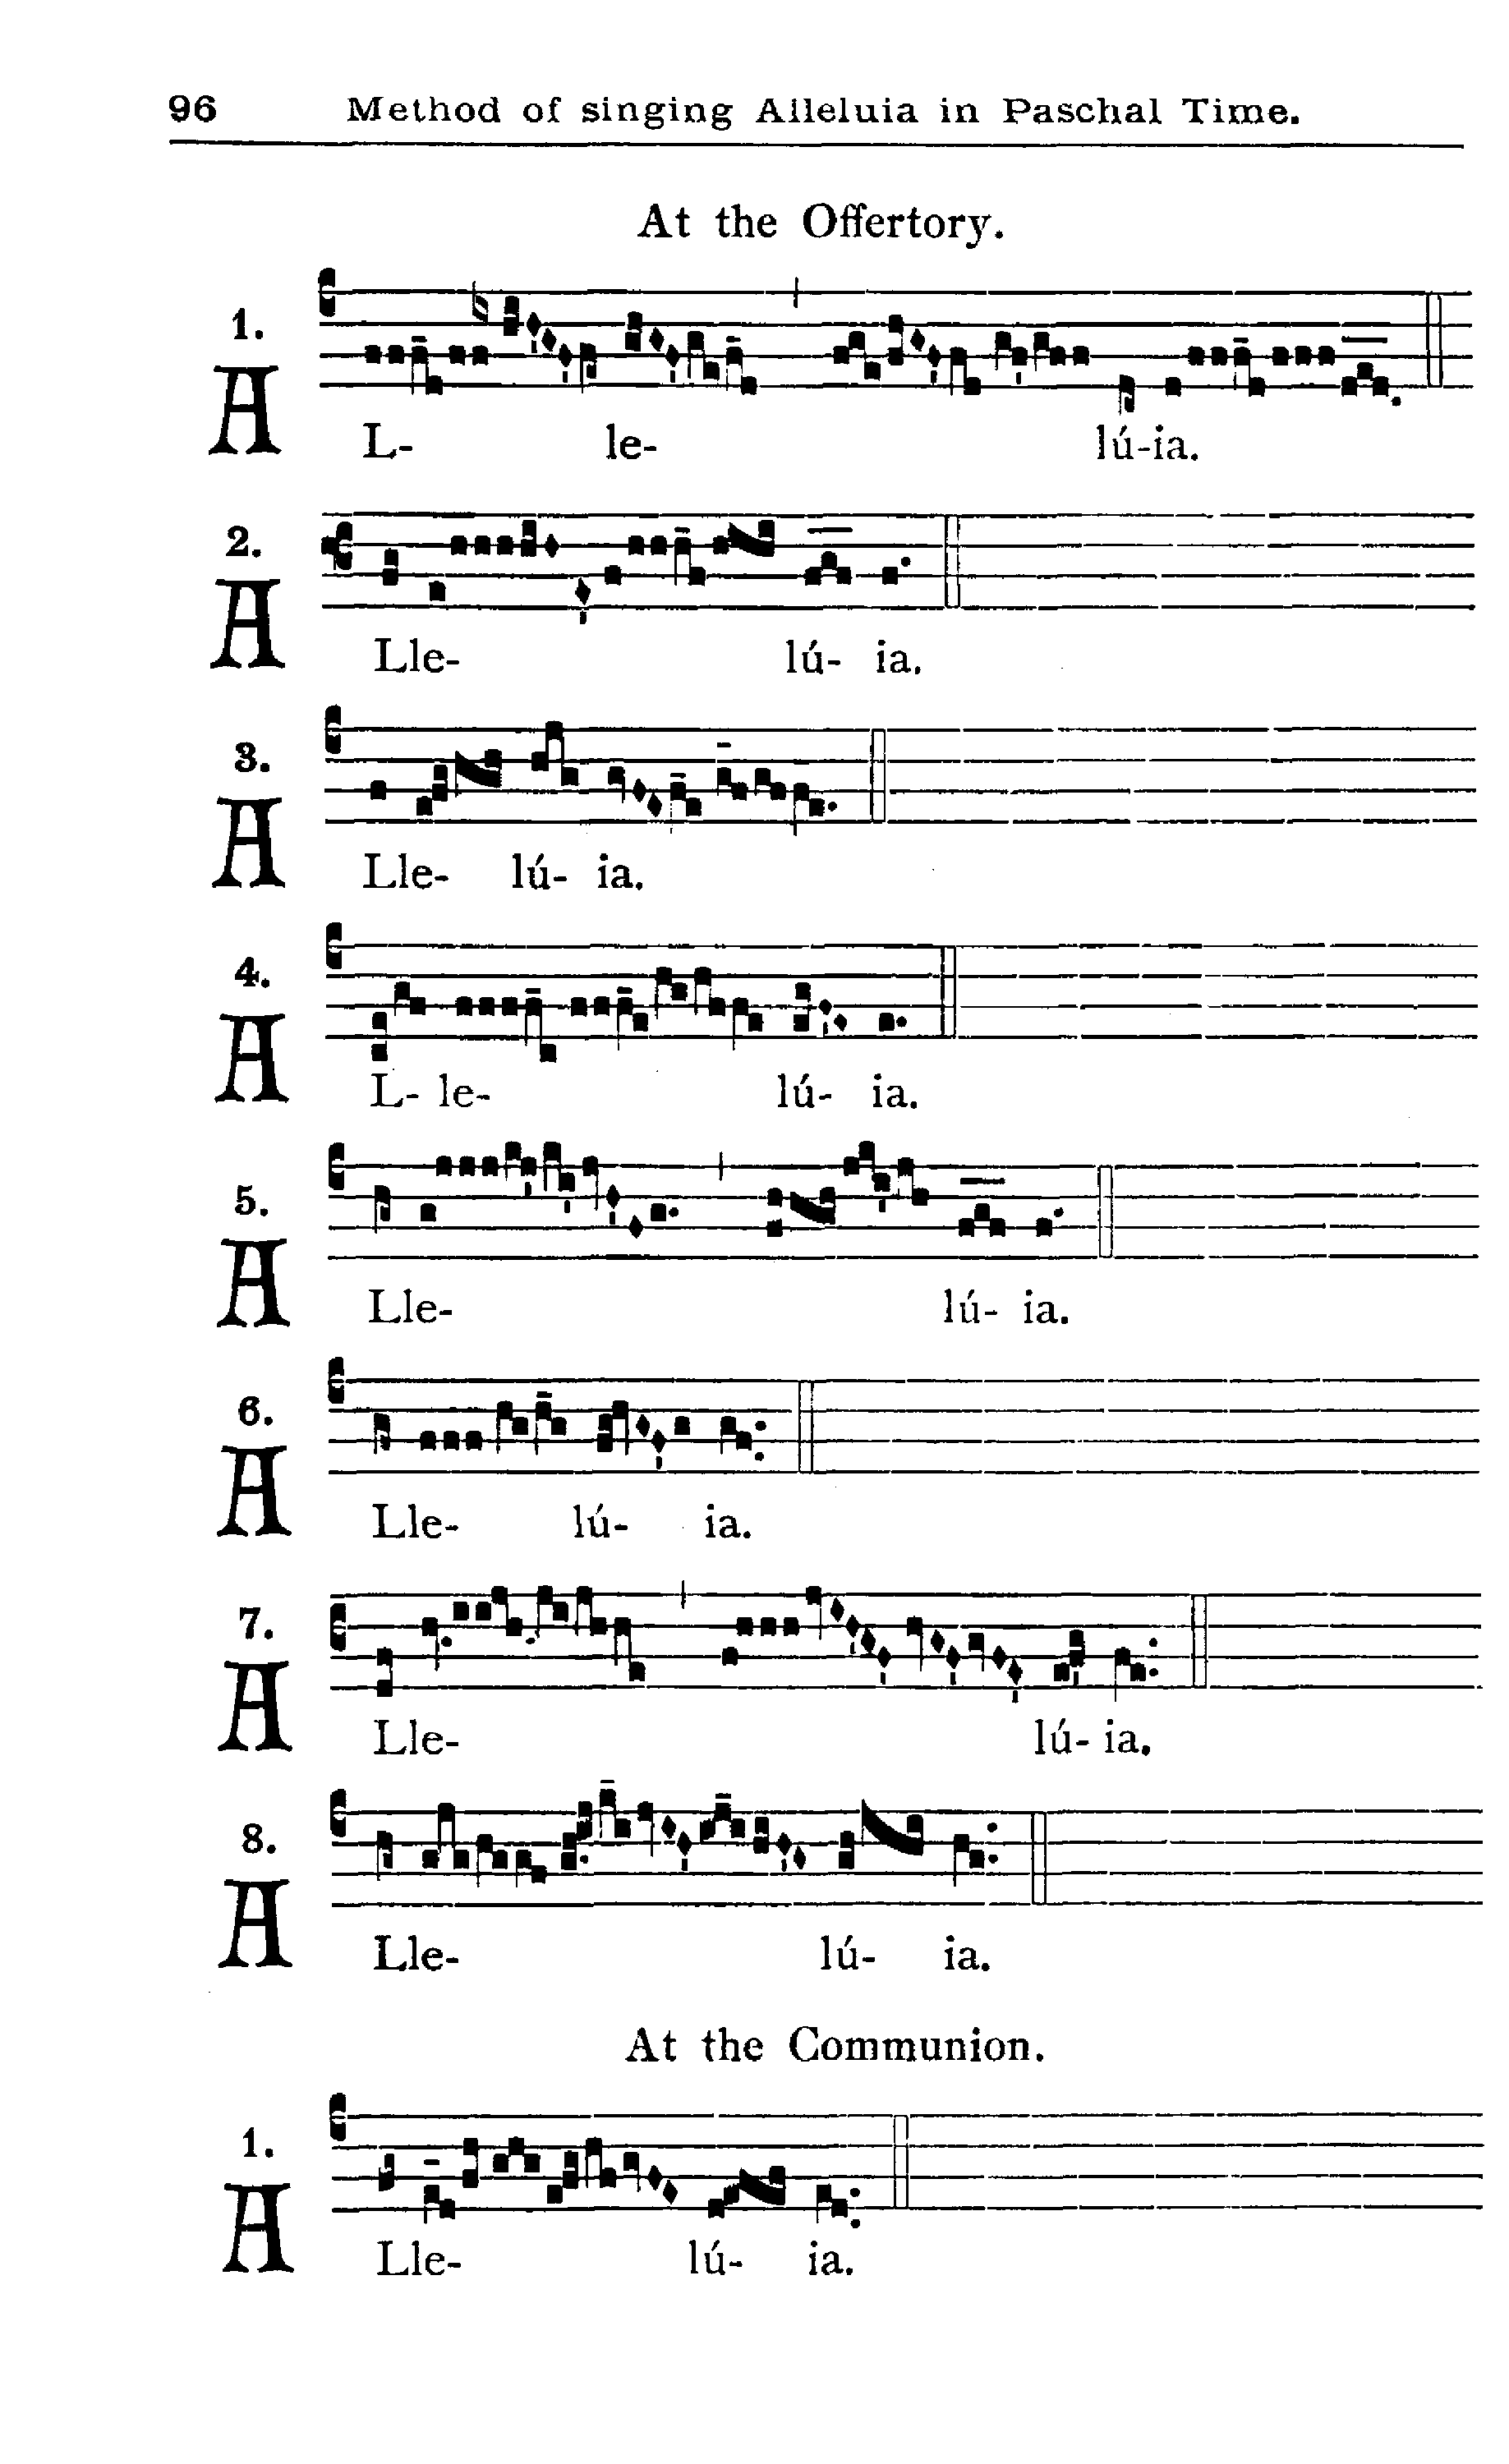 96 Method of singing Alleluia in Paschal Time.
At the Offertory.
1.
A L- le- lú-ia.
2.
A Lle- lú- ia.
3.
A Lle- lú- ia.
4.
A L- le- lú- ia.
5.
A Lle- lú- ia.
6.
A Lle- lú- ia.
7.
A Lle- lú- ia.
8.
A Lle- lú- ia.
At the Communion.
1.
A Lle- lú- ia.